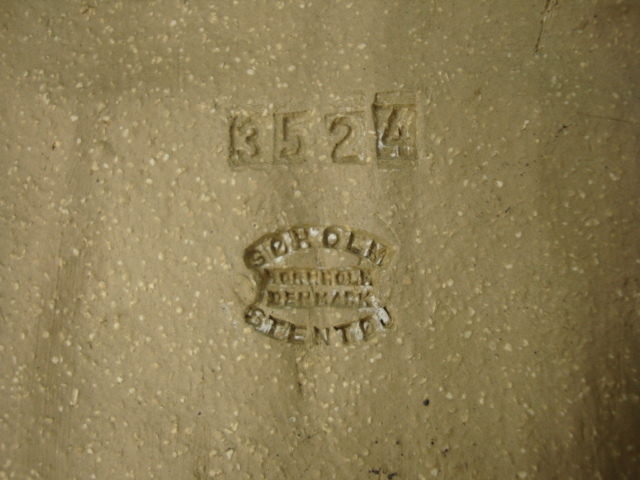 3524
SØHOLM
BORNHOLM
DENMARK
STENTØJ